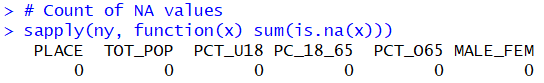 > # Count of NA values
> sapply(ny, function(x) sum(is.na(x)))
PLACE TOT_POP PCT_U18 PC_18_65 PCT_O65 MALE_FEM
0 0 0 0 0 0